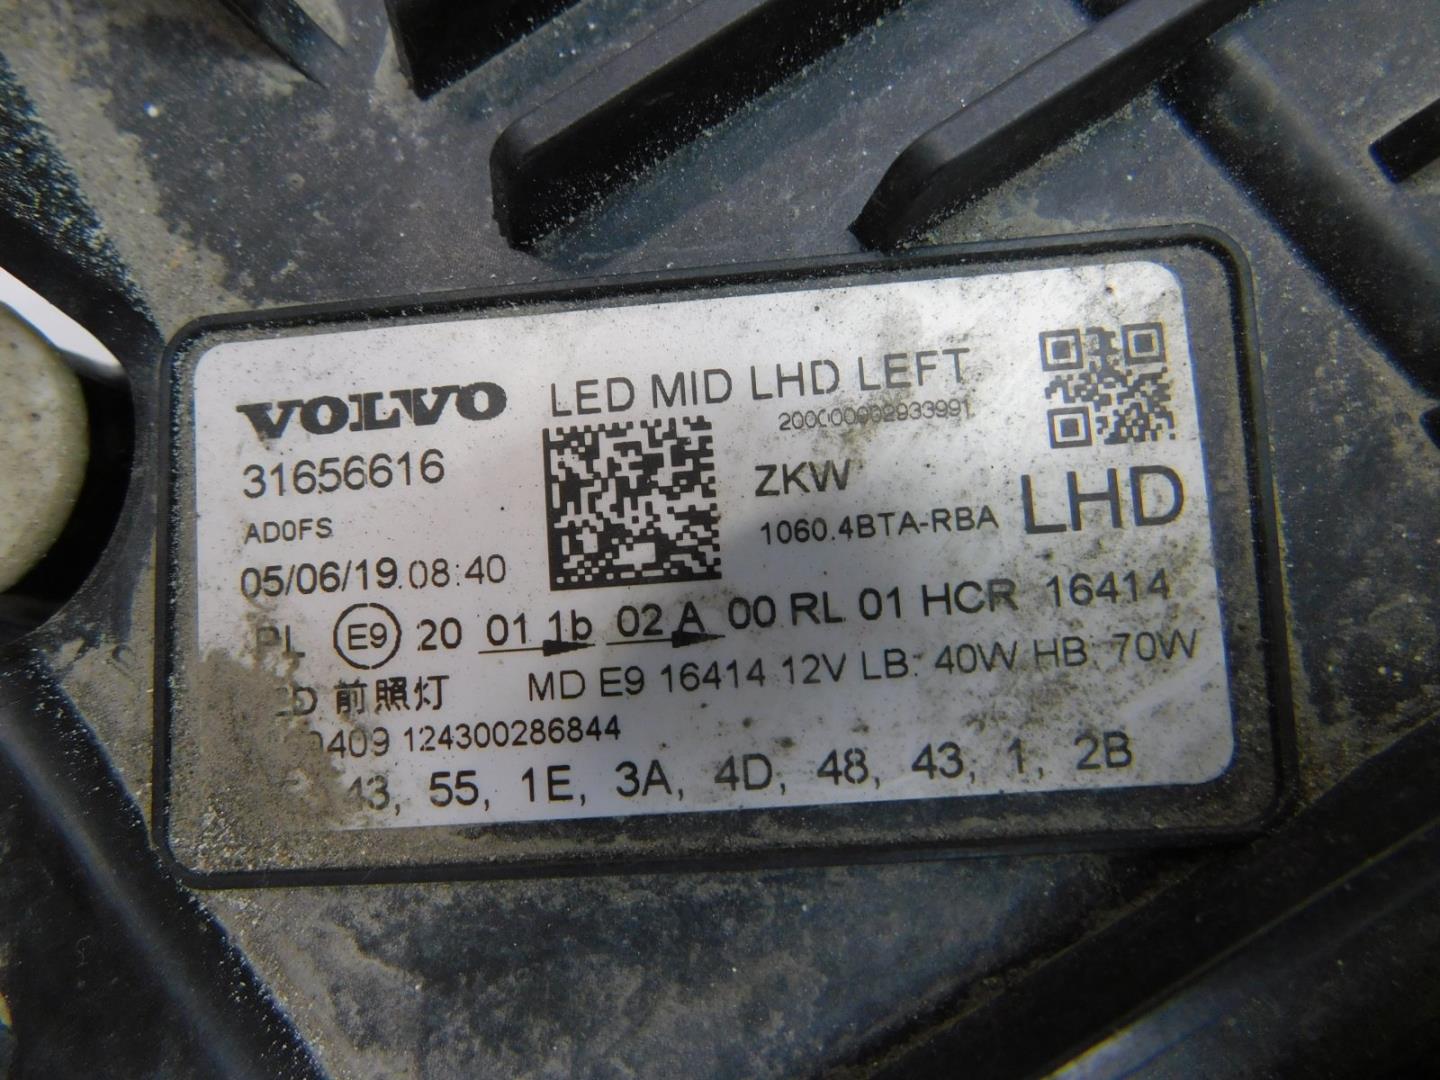 VOLVO LED MID LHD LEFT
31656616 ZKW LHD
AD0FS 1060.4BTA-RBA
05/06/19 08:40
PL E9 20 01 1b 02 A 00 RL 01 HCR 16414
前照灯 MD E9 16414 12V LB: 40W HB: 70W
124300286844
43, 55, 1E, 3A, 4D, 48, 43, 1, 2B